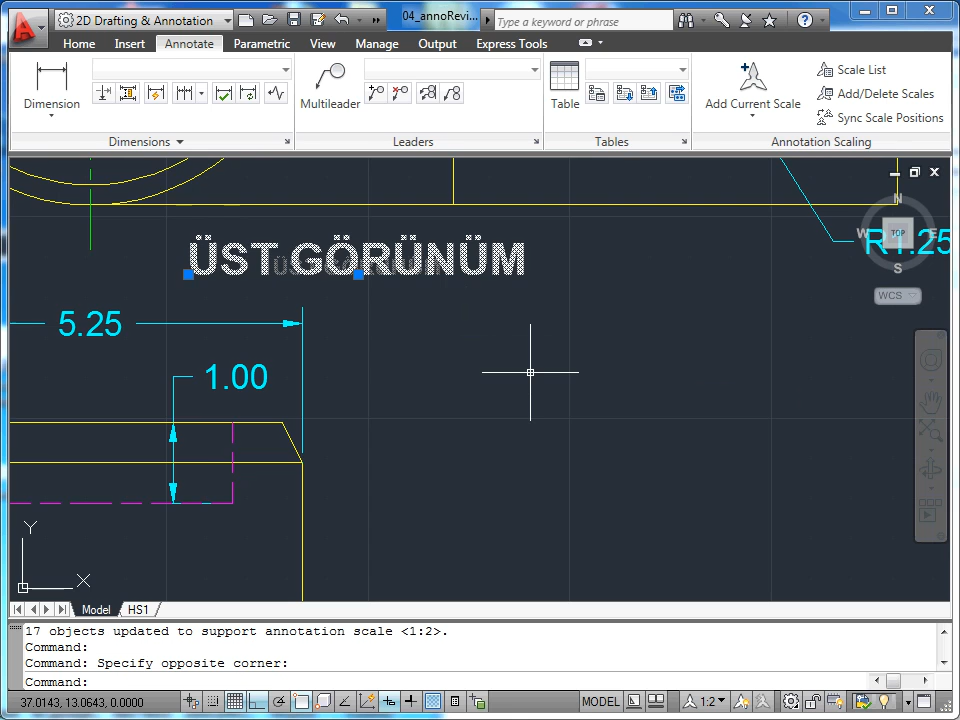 2D Drafting & Annotation
04_annoRevi...
Type a keyword or phrase
Home Insert Annotate Parametric View Manage Output Express Tools
Dimension
Multileader
Table
Add Current Scale
Scale List
Add/Delete Scales
Sync Scale Positions
Dimensions
Leaders
Tables
Annotation Scaling
N
W
TOP
E
S
R1.25
WCS
ÜST GÖRÜNÜM
5.25
1.00
Y
X
Model HS1
17 objects updated to support annotation scale <1:2>.
Command:
Command: Specify opposite corner:
Command:
37.0143, 13.0643, 0.0000
MODEL
1:2